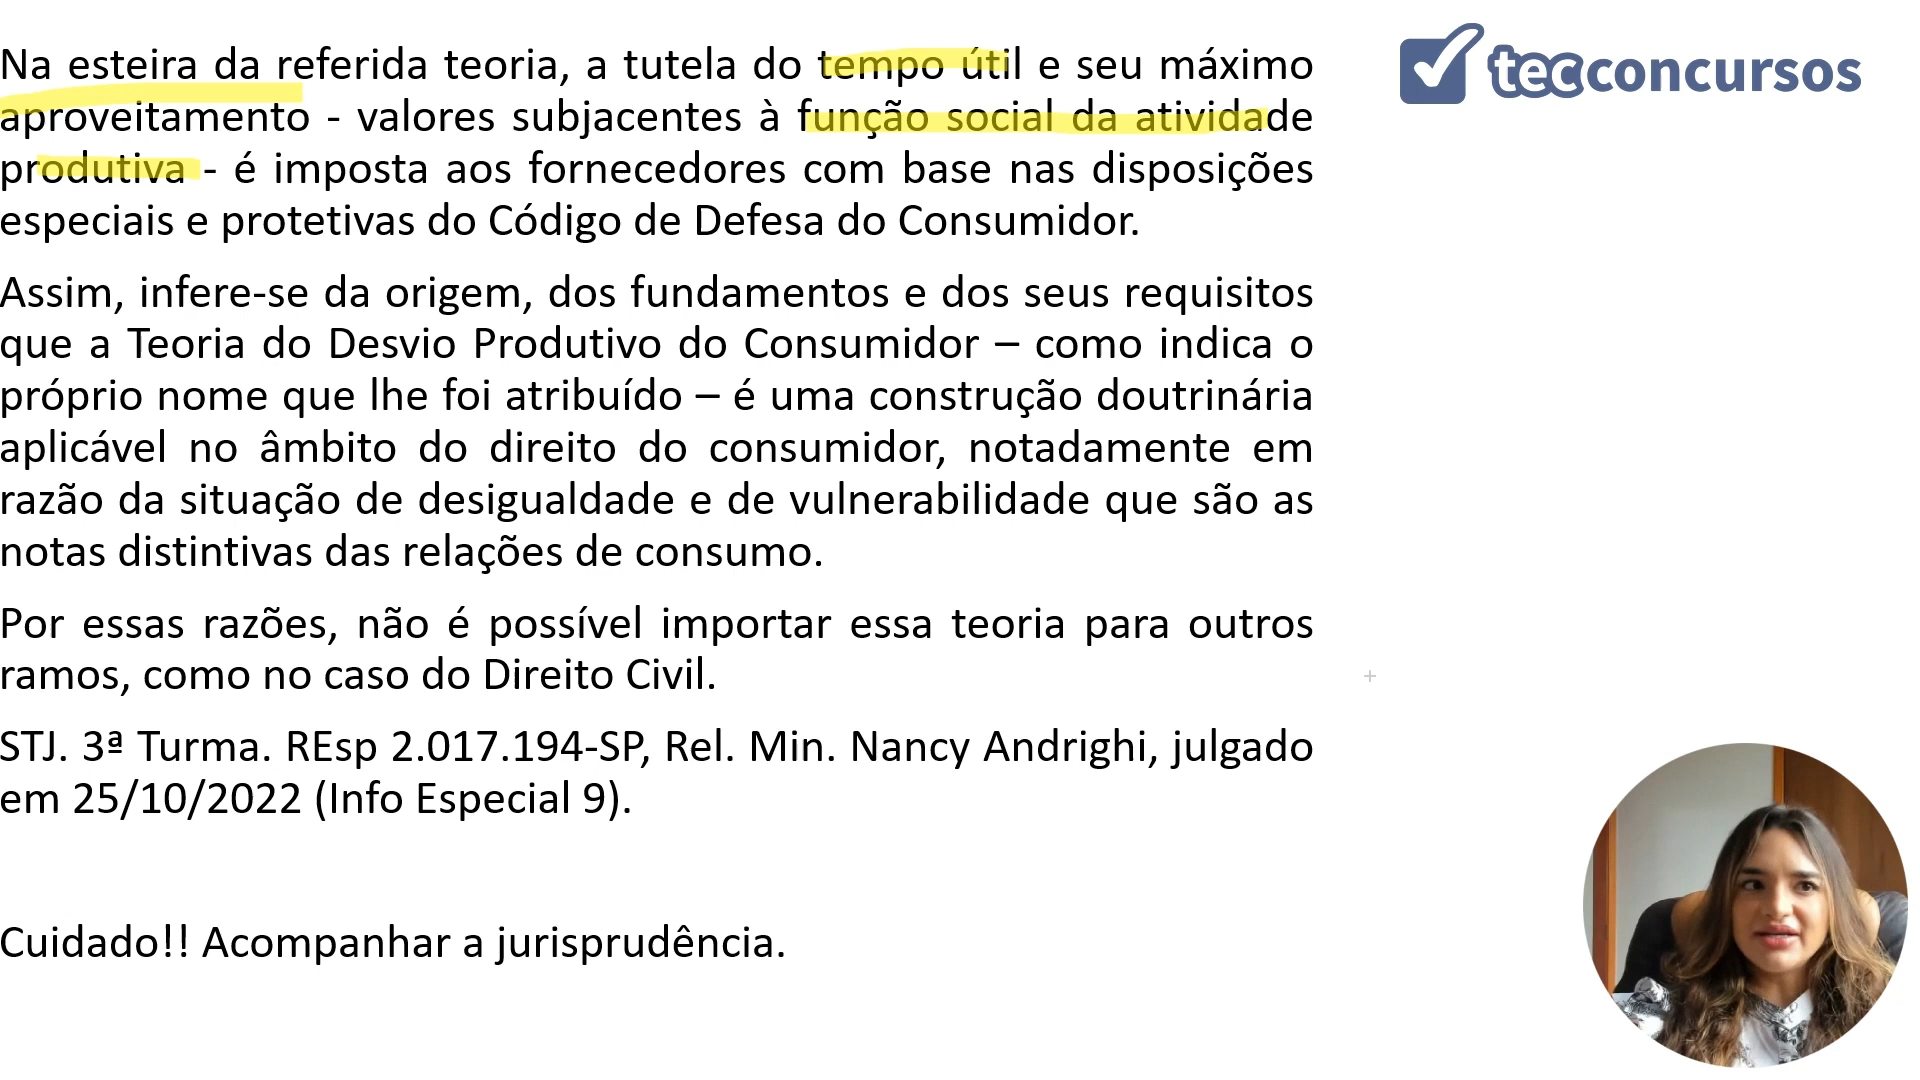 Na esteira da referida teoria, a tutela do tempo útil e seu máximo
aproveitamento - valores subjacentes à função social da atividade
produtiva - é imposta aos fornecedores com base nas disposições
especiais e protetivas do Código de Defesa do Consumidor.
Assim, infere-se da origem, dos fundamentos e dos seus requisitos
que a Teoria do Desvio Produtivo do Consumidor – como indica o
próprio nome que lhe foi atribuído – é uma construção doutrinária
aplicável no âmbito do direito do consumidor, notadamente em
razão da situação de desigualdade e de vulnerabilidade que são as
notas distintivas das relações de consumo.
Por essas razões, não é possível importar essa teoria para outros
ramos, como no caso do Direito Civil.
STJ. 3ª Turma. REsp 2.017.194-SP, Rel. Min. Nancy Andrighi, julgado
em 25/10/2022 (Info Especial 9).
Cuidado!! Acompanhar a jurisprudência.
tecconcursos